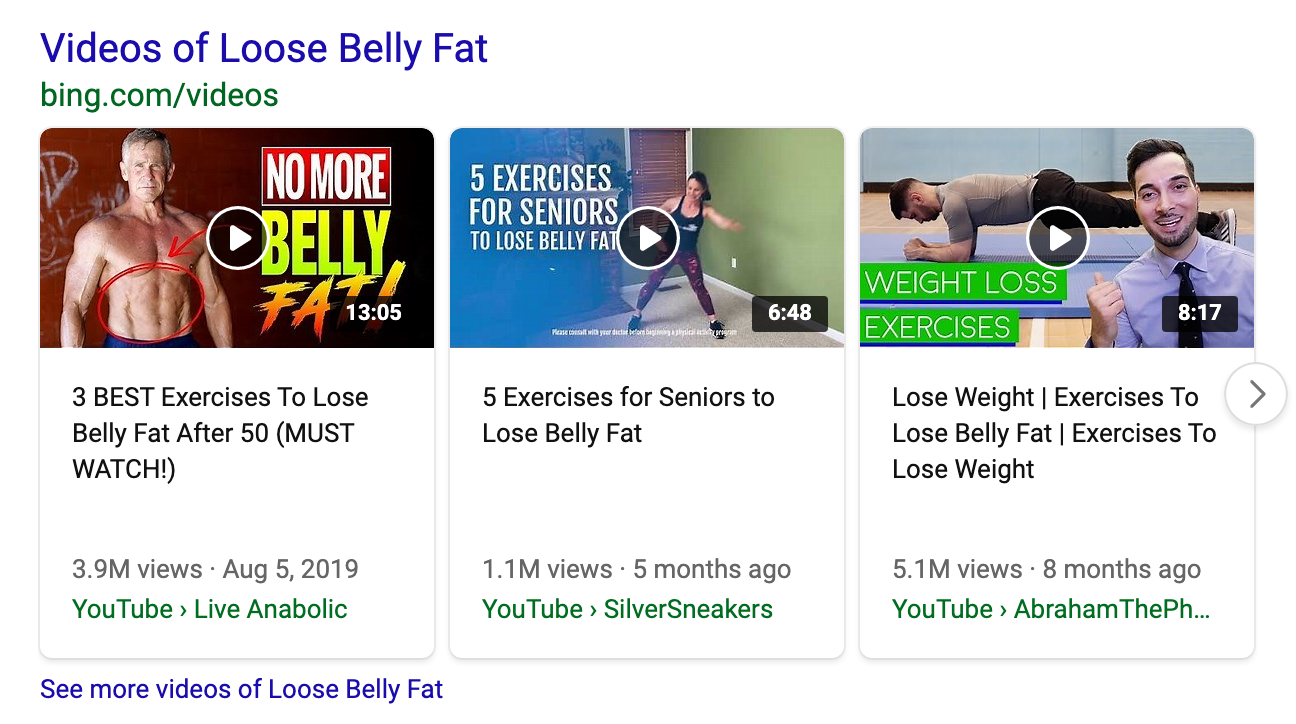 Videos of Loose Belly Fat
bing.com/videos
NO MORE
BELLY
FAT!
13:05
5 EXERCISES
FOR SENIORS
TO LOSE BELLY FAT
Please consult with your doctor before beginning a physical activity program
6:48
WEIGHT LOSS
EXERCISES
8:17
3 BEST Exercises To Lose
Belly Fat After 50 (MUST
WATCH!)
3.9M views · Aug 5, 2019
YouTube › Live Anabolic
5 Exercises for Seniors to
Lose Belly Fat
1.1M views · 5 months ago
YouTube › SilverSneakers
Lose Weight | Exercises To
Lose Belly Fat | Exercises To
Lose Weight
5.1M views · 8 months ago
YouTube › AbrahamThePh...
See more videos of Loose Belly Fat